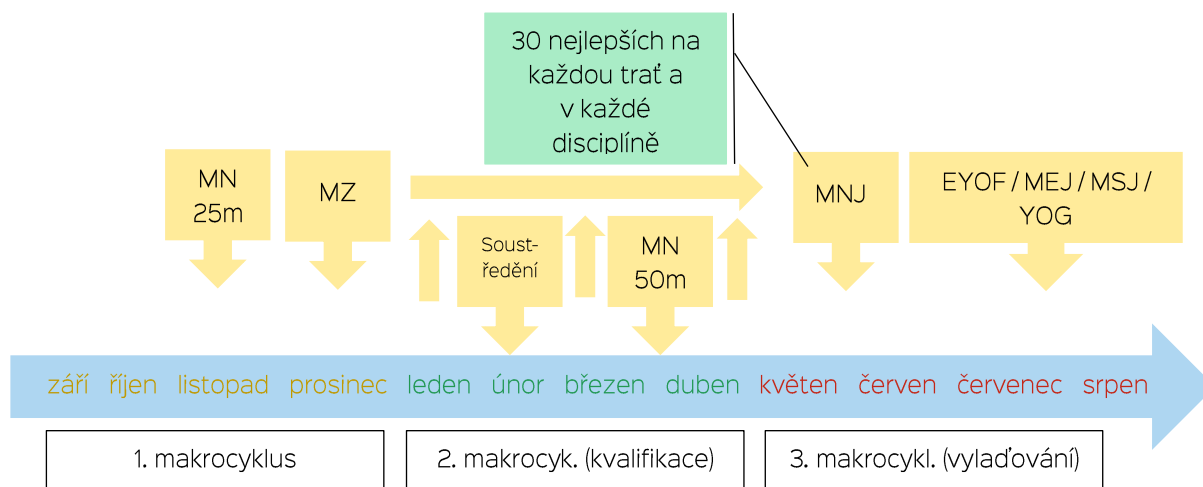 30 nejlepších na
každou trať a
v každé
disciplíně
MN
25m
MZ
MNJ
EYOF / MEJ / MSJ /
YOG
Soust-
ředění
MN
50m
září říjen listopad prosinec leden únor březen duben květen červen červenec srpen
1. makrocyklus
2. makrocyk. (kvalifikace)
3. makrocykl. (vylaďování)